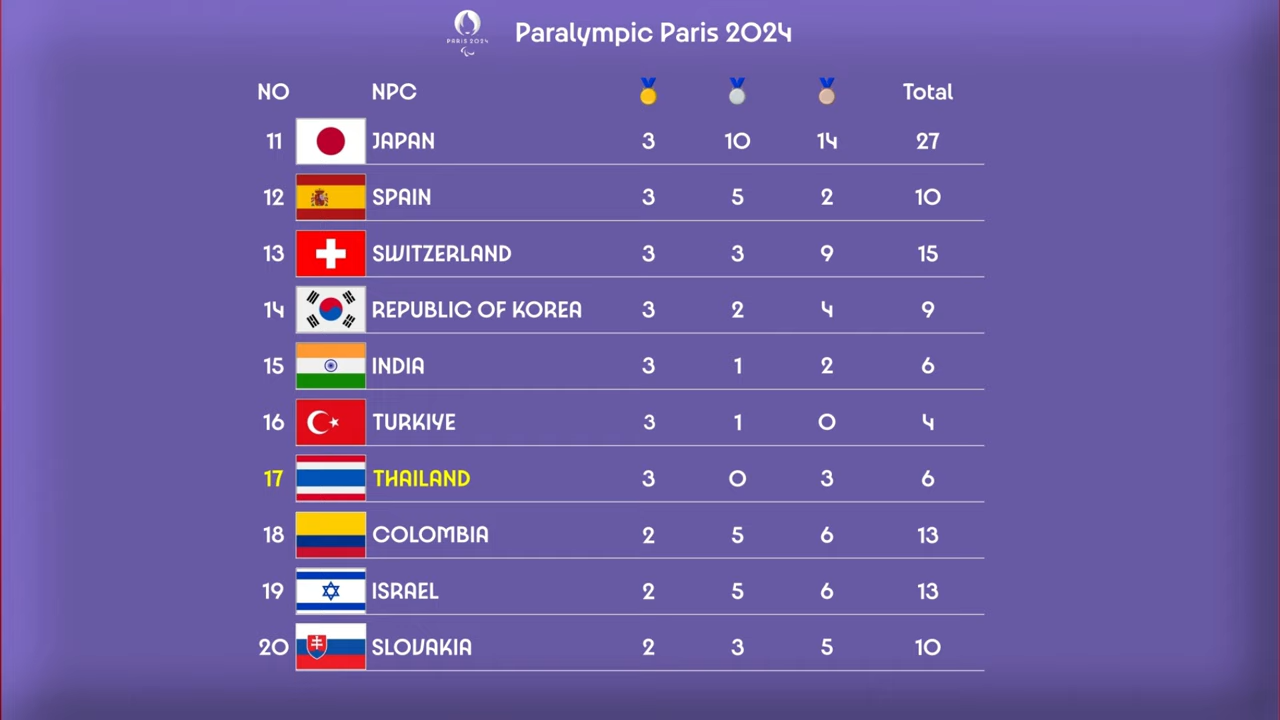 PARIS 2024
Paralympic Paris 2024
NO NPC Total
11 JAPAN 3 10 14 27
12 SPAIN 3 5 2 10
13 SWITZERLAND 3 3 9 15
14 REPUBLIC OF KOREA 3 2 4 9
15 INDIA 3 1 2 6
16 TURKIYE 3 1 0 4
17 THAILAND 3 0 3 6
18 COLOMBIA 2 5 6 13
19 ISRAEL 2 5 6 13
20 SLOVAKIA 2 3 5 10